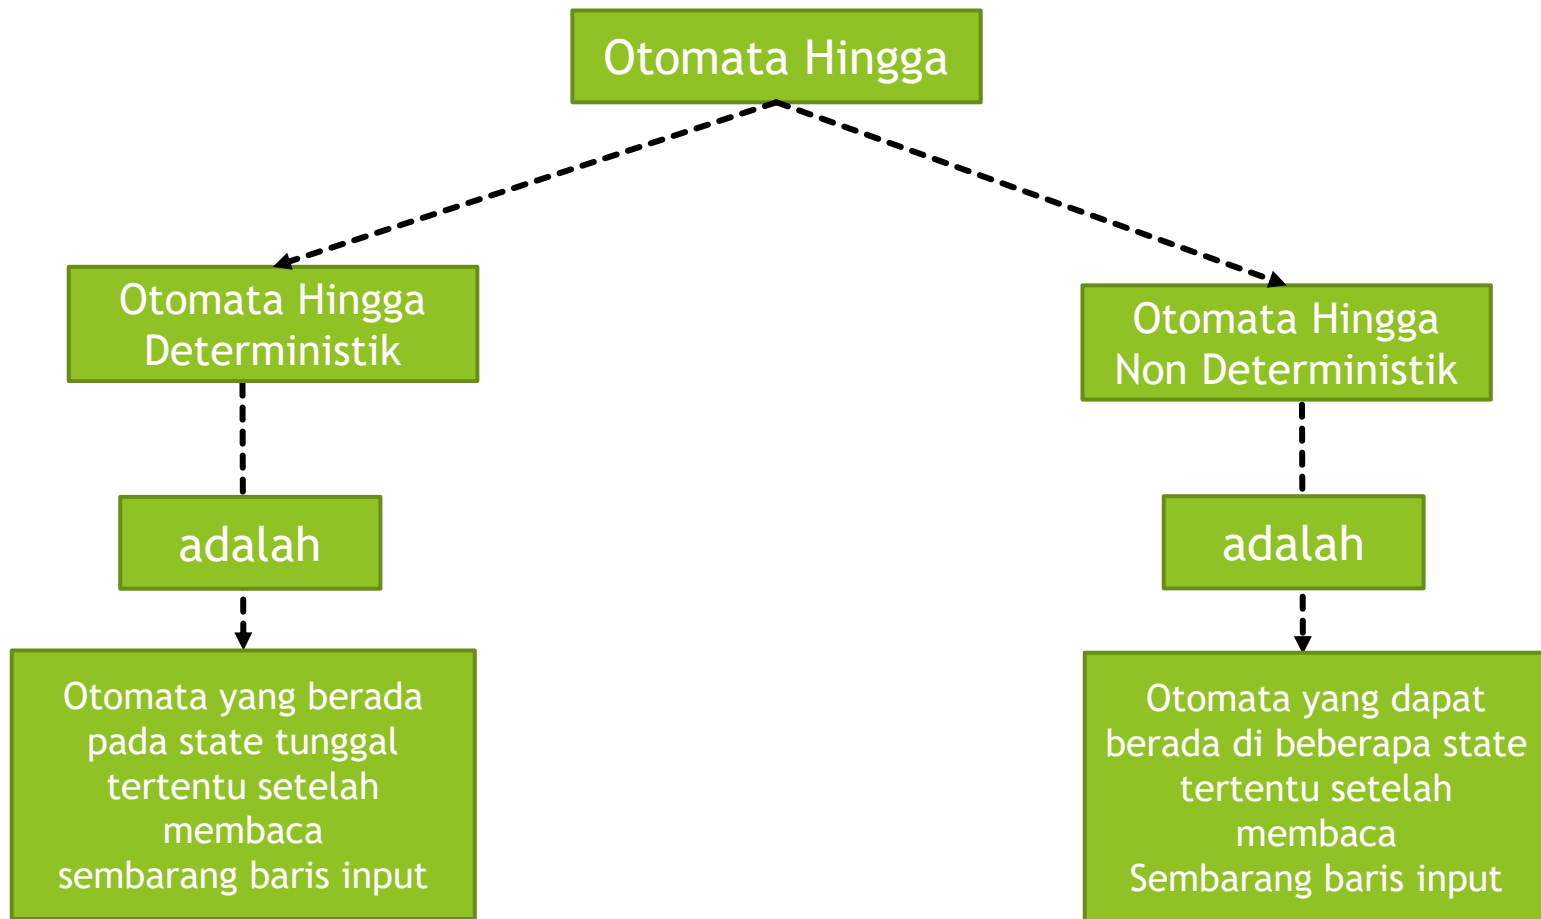 Otomata Hingga
Otomata Hingga
Deterministik
adalah
Otomata yang berada
pada state tunggal
tertentu setelah
membaca
sembarang baris input
Otomata Hingga
Non Deterministik
adalah
Otomata yang dapat
berada di beberapa state
tertentu setelah
membaca
Sembarang baris input